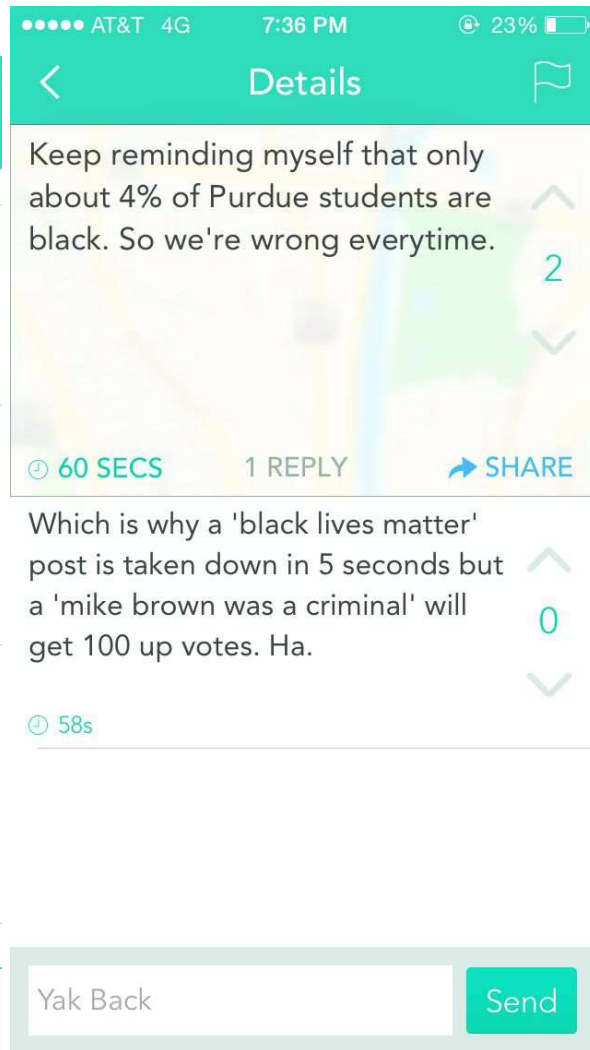 AT&T 4G 7:36 PM 23%
Details
Keep reminding myself that only
about 4% of Purdue students are
black. So we're wrong everytime.
2
60 SECS 1 REPLY SHARE
Which is why a 'black lives matter'
post is taken down in 5 seconds but
a 'mike brown was a criminal' will
get 100 up votes. Ha.
0
58s
Yak Back Send